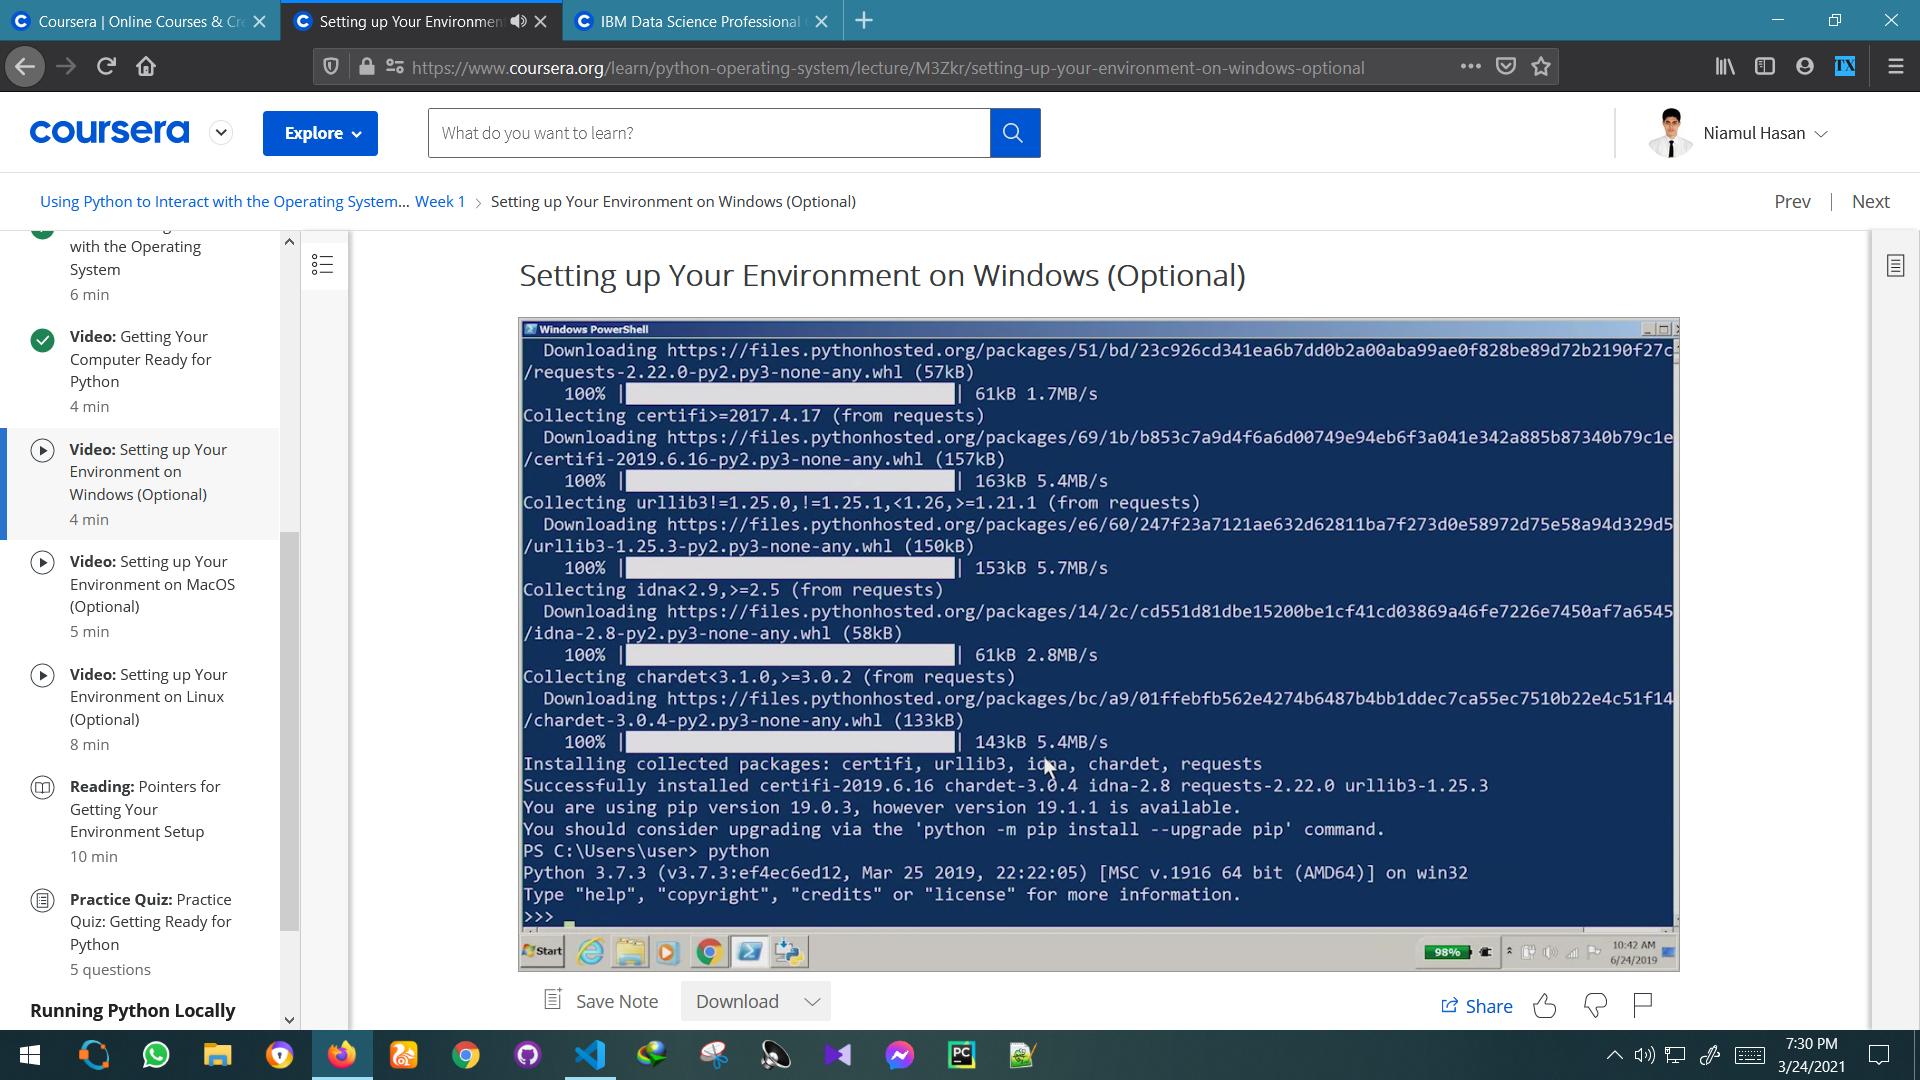 Coursera | Online Courses & Cre
Setting up Your Environmen
IBM Data Science Professional
https://www.coursera.org/learn/python-operating-system/lecture/M3Zkr/setting-up-your-environment-on-windows-optional
TX
coursera
Explore
What do you want to learn?
Niamul Hasan
Using Python to Interact with the Operating System... Week 1 > Setting up Your Environment on Windows (Optional)
Prev | Next
with the Operating
System
6 min
Video: Getting Your
Computer Ready for
Python
4 min
Video: Setting up Your
Environment on
Windows (Optional)
4 min
Video: Setting up Your
Environment on MacOS
(Optional)
5 min
Video: Setting up Your
Environment on Linux
(Optional)
8 min
Reading: Pointers for
Getting Your
Environment Setup
10 min
Practice Quiz: Practice
Quiz: Getting Ready for
Python
5 questions
Running Python Locally
Setting up Your Environment on Windows (Optional)
Windows PowerShell
Downloading https://files.pythonhosted.org/packages/51/bd/23c926cd341ea6b7dd0b2a00aba99ae0f828be89d72b2190f27c
/requests-2.22.0-py2.py3-none-any.whl (57kB)
100% | | 61kB 1.7MB/s
Collecting certifi>=2017.4.17 (from requests)
Downloading https://files.pythonhosted.org/packages/69/1b/b853c7a9d4f6a6d00749e94eb6f3a041e342a885b87340b79c1e
/certifi-2019.6.16-py2.py3-none-any.whl (157kB)
100% | | 163kB 5.4MB/s
Collecting urllib3!=1.25.0,!=1.25.1,<1.26,>=1.21.1 (from requests)
Downloading https://files.pythonhosted.org/packages/e6/60/247f23a7121ae632d62811ba7f273d0e58972d75e58a94d329d5
/urllib3-1.25.3-py2.py3-none-any.whl (150kB)
100% | | 153kB 5.7MB/s
Collecting idna<2.9,>=2.5 (from requests)
Downloading https://files.pythonhosted.org/packages/14/2c/cd551d81dbe15200be1cf41cd03869a46fe7226e7450af7a6545
/idna-2.8-py2.py3-none-any.whl (58kB)
100% | | 61kB 2.8MB/s
Collecting chardet<3.1.0,>=3.0.2 (from requests)
Downloading https://files.pythonhosted.org/packages/bc/a9/01ffebfb562e4274b6487b4bb1ddec7ca55ec7510b22e4c51f14
/chardet-3.0.4-py2.py3-none-any.whl (133kB)
100% | | 143kB 5.4MB/s
Installing collected packages: certifi, urllib3, idna, chardet, requests
Successfully installed certifi-2019.6.16 chardet-3.0.4 idna-2.8 requests-2.22.0 urllib3-1.25.3
You are using pip version 19.0.3, however version 19.1.1 is available.
You should consider upgrading via the 'python -m pip install --upgrade pip' command.
PS C:\Users\user> python
Python 3.7.3 (v3.7.3:ef4ec6ed12, Mar 25 2019, 22:22:05) [MSC v.1916 64 bit (AMD64)] on win32
Type "help", "copyright", "credits" or "license" for more information.
>>> _
Start
98%
10:42 AM
6/24/2019
Save Note
Download
Share
PC
7:30 PM
3/24/2021